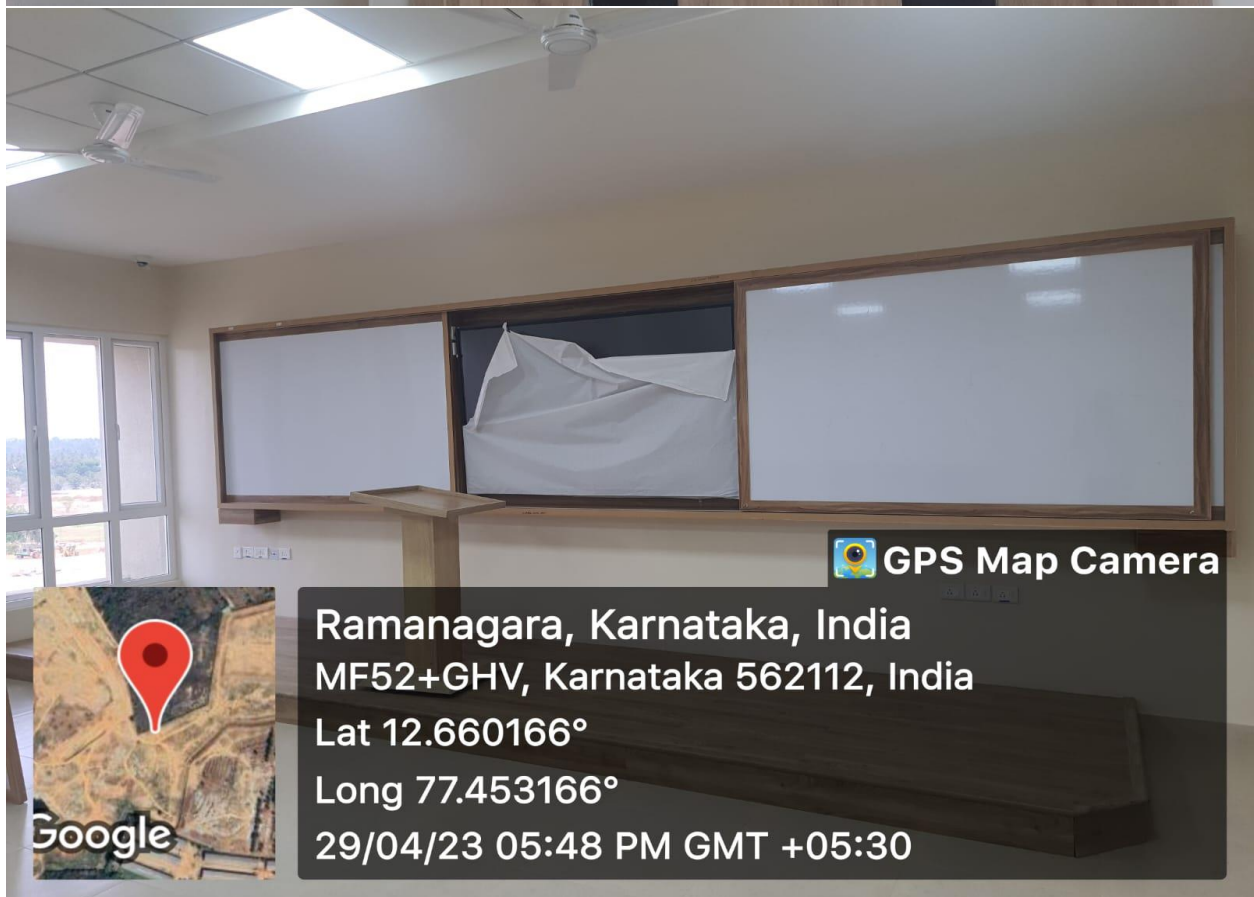 GPS Map Camera
Ramanagara, Karnataka, India
MF52+GHV, Karnataka 562112, India
Lat 12.660166°
Long 77.453166°
29/04/23 05:48 PM GMT +05:30
Google